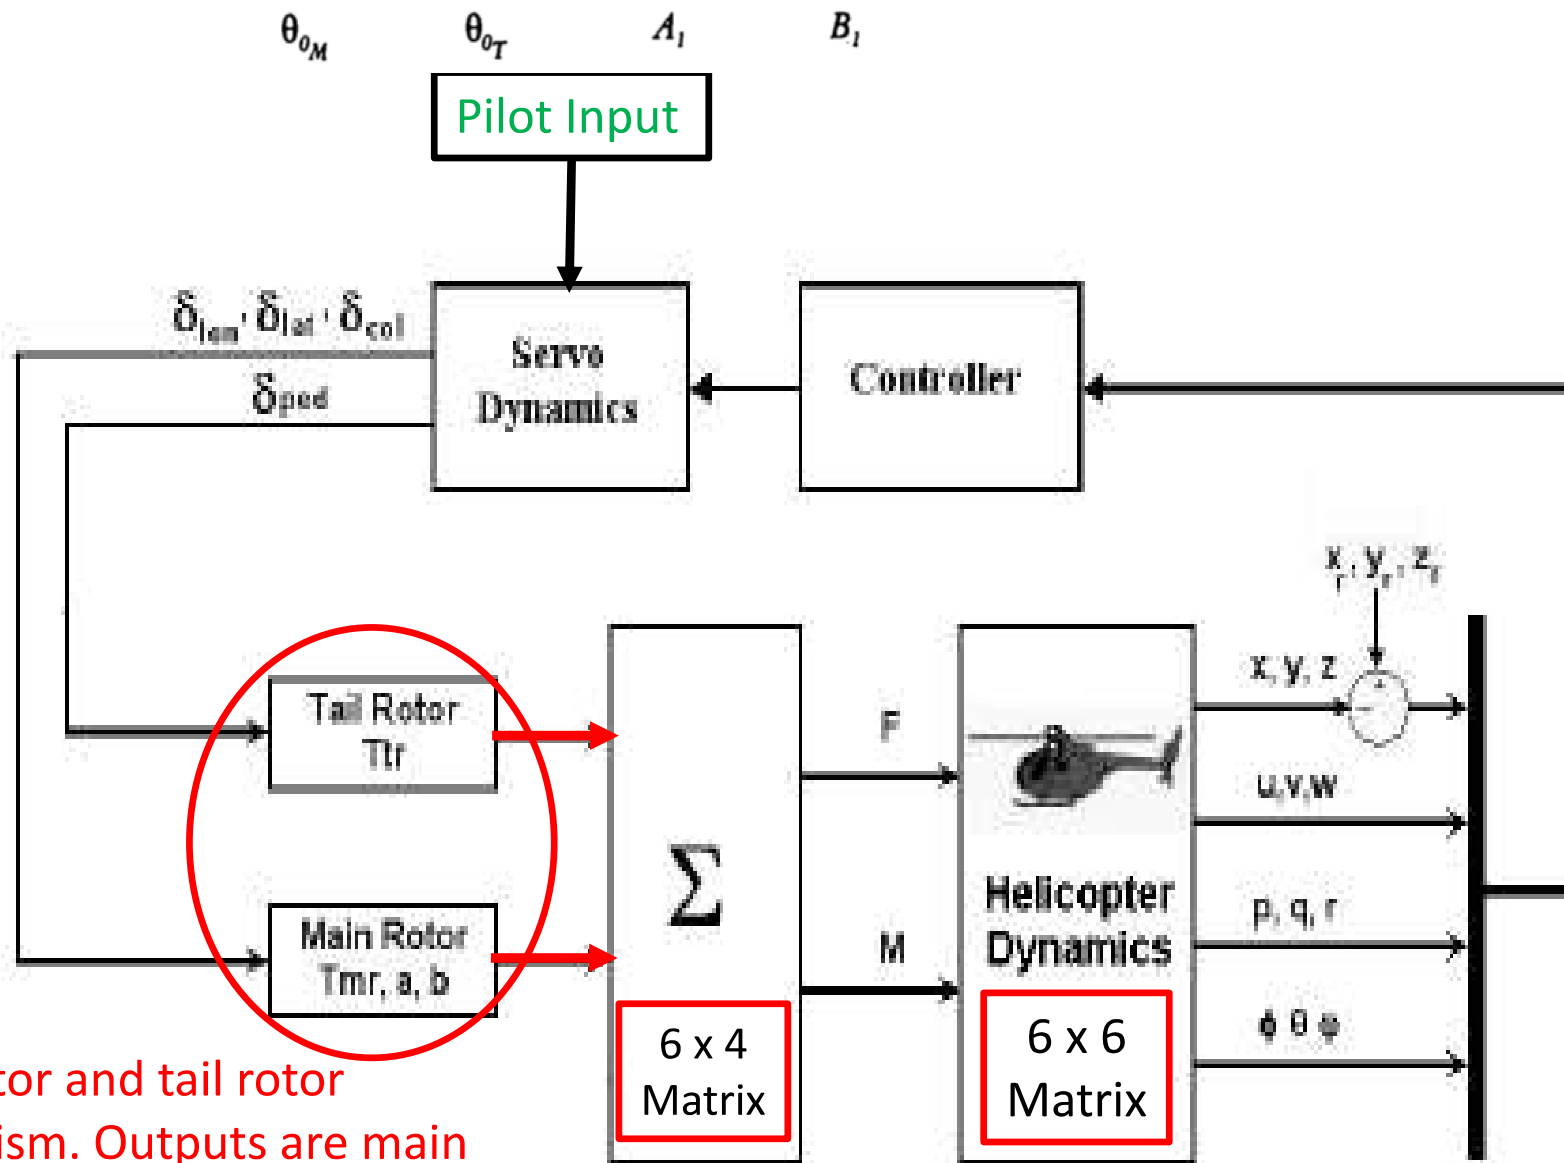 θ₀M θ₀T A₁ B₁
Pilot Input
δlon, δlat, δcol
δped
Servo
Dynamics
Controller
xr, yr, zr
Tail Rotor
Ttr
Main Rotor
Tmr, a, b
Σ
6 x 4
Matrix
F
M
Helicopter
Dynamics
6 x 6
Matrix
x, y, z
+
−
u,v,w
p, q, r
ϕ θ φ
tor and tail rotor
ism. Outputs are main